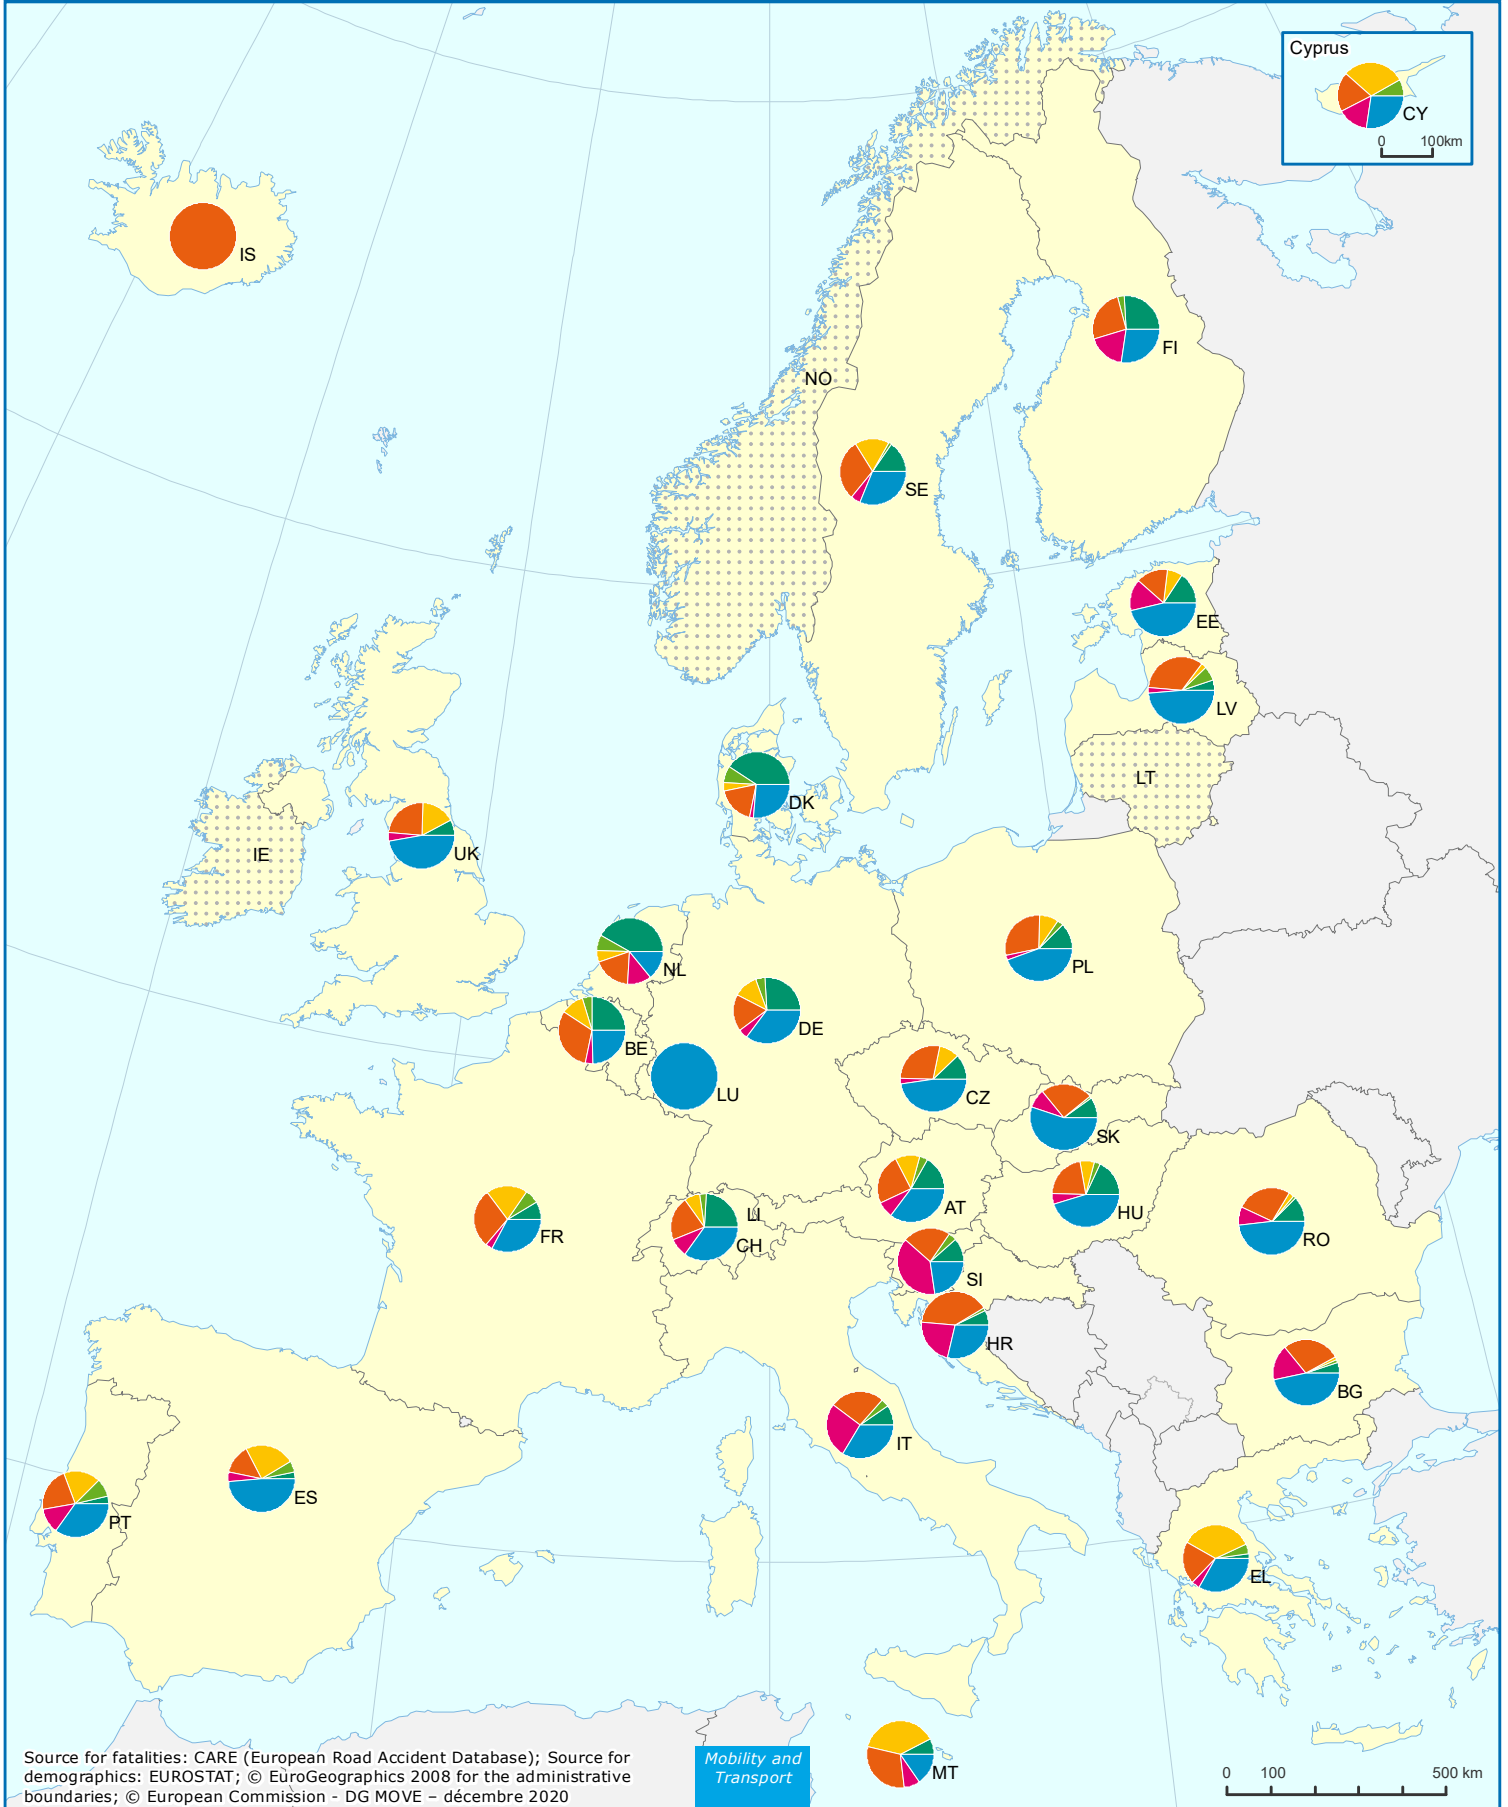 Cyprus
CY
0 100km
IS
FI
NO
SE
EE
LV
LT
DK
IE
UK
NL
PL
DE
BE
LU
CZ
SK
AT
HU
LI
CH
FR
RO
SI
HR
BG
IT
ES
PT
EL
MT
Source for fatalities: CARE (European Road Accident Database); Source for
demographics: EUROSTAT; © EuroGeographics 2008 for the administrative
boundaries; © European Commission - DG MOVE – décembre 2020
Mobility and
Transport
0 100 500 km